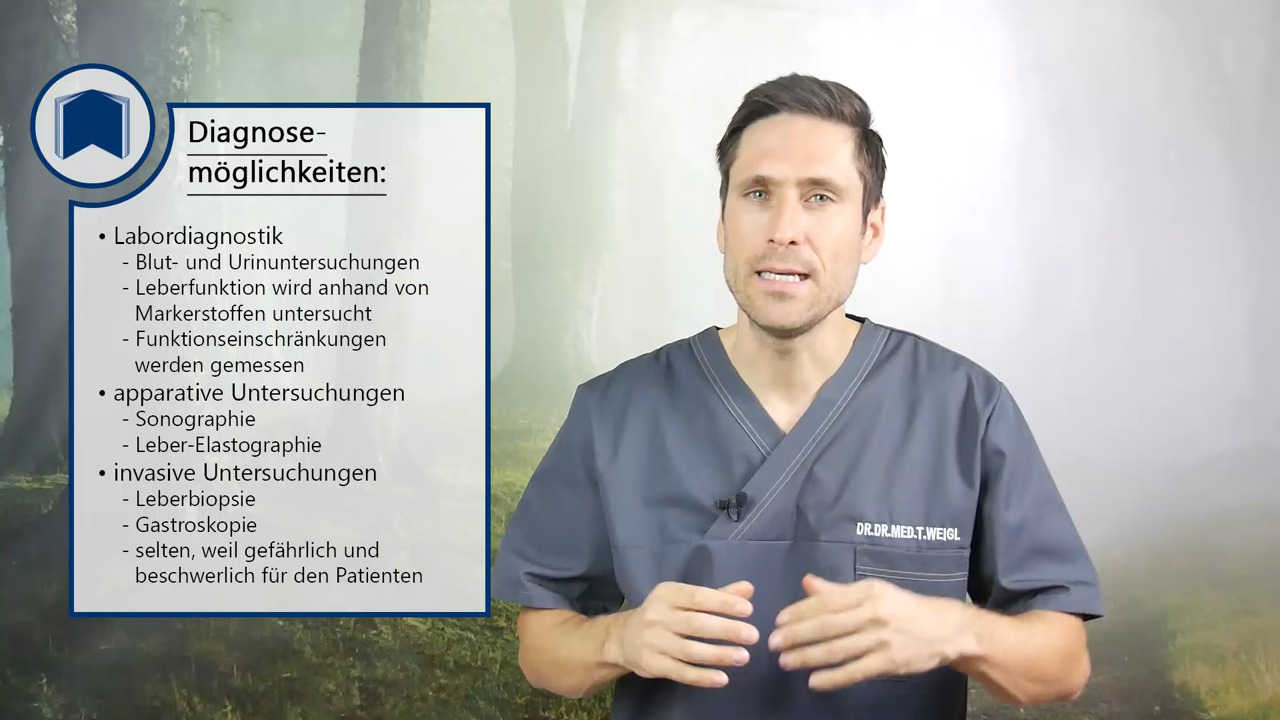 Diagnose-
möglichkeiten:
• Labordiagnostik
- Blut- und Urinuntersuchungen
- Leberfunktion wird anhand von
Markerstoffen untersucht
- Funktionseinschränkungen
werden gemessen
• apparative Untersuchungen
- Sonographie
- Leber-Elastographie
• invasive Untersuchungen
- Leberbiopsie
- Gastroskopie
- selten, weil gefährlich und
beschwerlich für den Patienten
DR.DR.MED.T.WEIGL